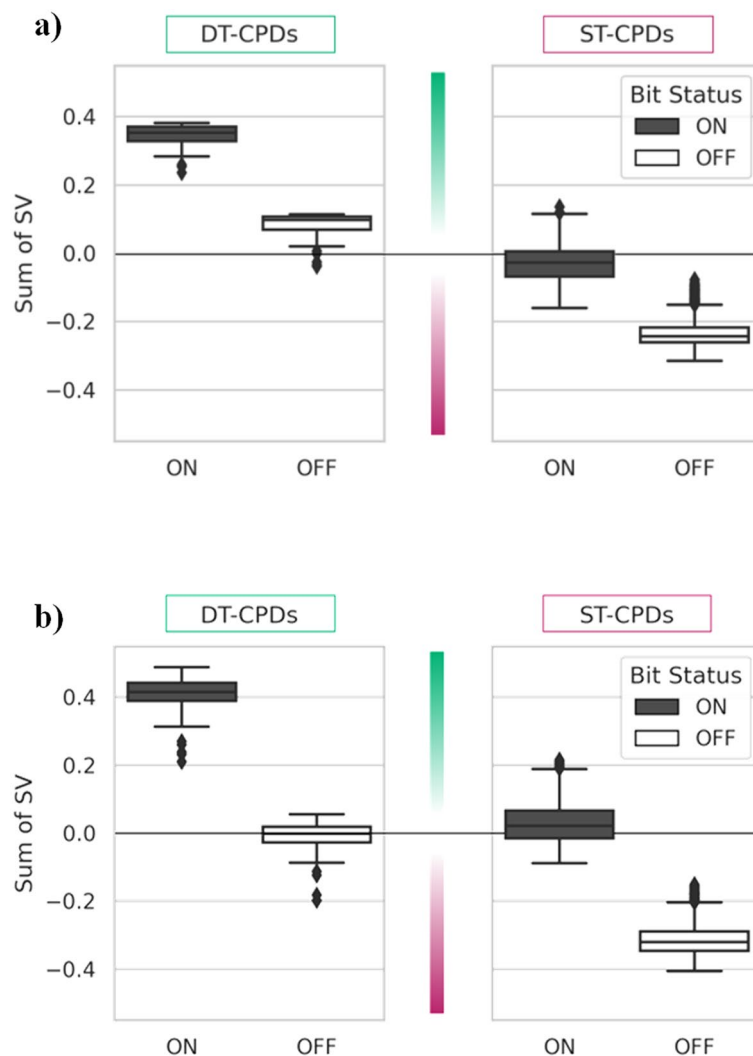 a)
DT-CPDs
ST-CPDs
Sum of SV
0.4
0.2
0.0
−0.2
−0.4
Bit Status
ON
OFF
ON
OFF
ON
OFF
b)
DT-CPDs
ST-CPDs
Sum of SV
0.4
0.2
0.0
−0.2
−0.4
Bit Status
ON
OFF
ON
OFF
ON
OFF